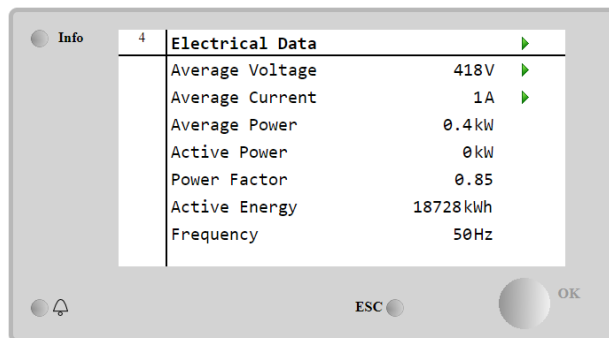 Info
4 Electrical Data
Average Voltage 418V
Average Current 1A
Average Power 0.4kW
Active Power 0kW
Power Factor 0.85
Active Energy 18728kWh
Frequency 50Hz
ESC OK